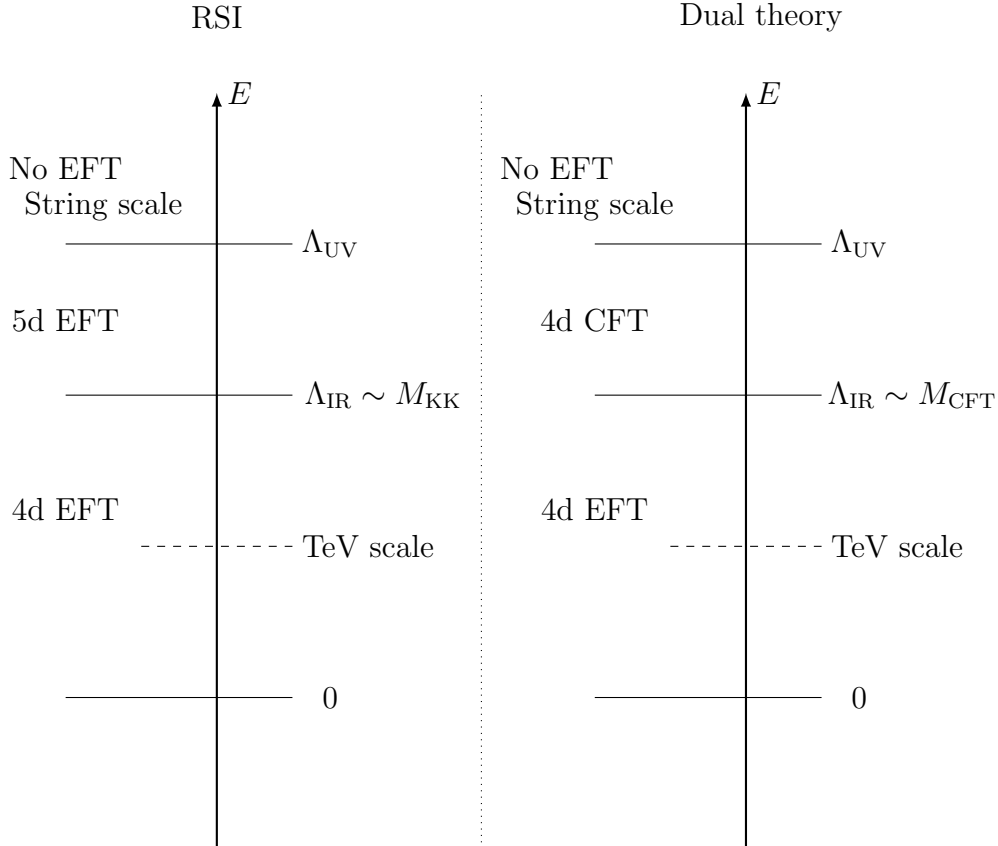 RSI
E
No EFT
String scale
Λ_UV
5d EFT
Λ_IR ∼ M_KK
4d EFT
TeV scale
0
Dual theory
E
No EFT
String scale
Λ_UV
4d CFT
Λ_IR ∼ M_CFT
4d EFT
TeV scale
0